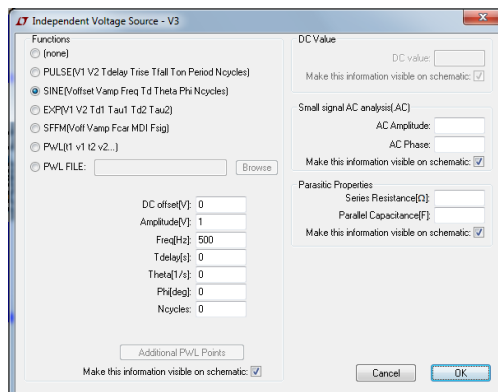 Independent Voltage Source - V3
Functions
(none)
PULSE(V1 V2 Tdelay Trise Tfall Ton Period Ncycles)
SINE(Voffset Vamp Freq Td Theta Phi Ncycles)
EXP(V1 V2 Td1 Tau1 Td2 Tau2)
SFFM(Voff Vamp Fcar MDI Fsig)
PWL(t1 v1 t2 v2...)
PWL FILE:
Browse
DC offset[V]: 0
Amplitude[V]: 1
Freq[Hz]: 500
Tdelay[s]: 0
Theta[1/s]: 0
Phi[deg]: 0
Ncycles: 0
Additional PWL Points
Make this information visible on schematic:
DC Value
DC value:
Make this information visible on schematic:
Small signal AC analysis(.AC)
AC Amplitude:
AC Phase:
Make this information visible on schematic:
Parasitic Properties
Series Resistance[Ω]:
Parallel Capacitance[F]:
Make this information visible on schematic:
Cancel
OK